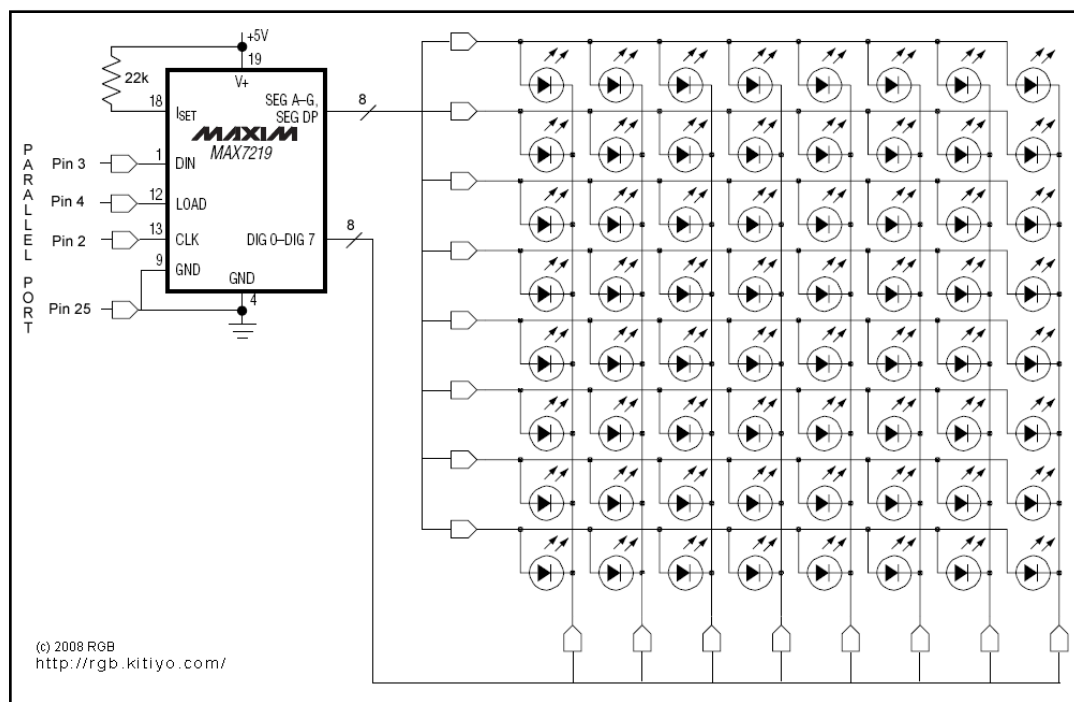 +5V
19
22k
V+
18
ISET
SEG A–G,
SEG DP
8
MAXIM
MAX7219
PARALLEL PORT
Pin 3
1
DIN
Pin 4
12
LOAD
Pin 2
13
CLK
DIG 0–DIG 7
8
9
GND
GND
Pin 25
4
(c) 2008 RGB
http://rgb.kitiyo.com/